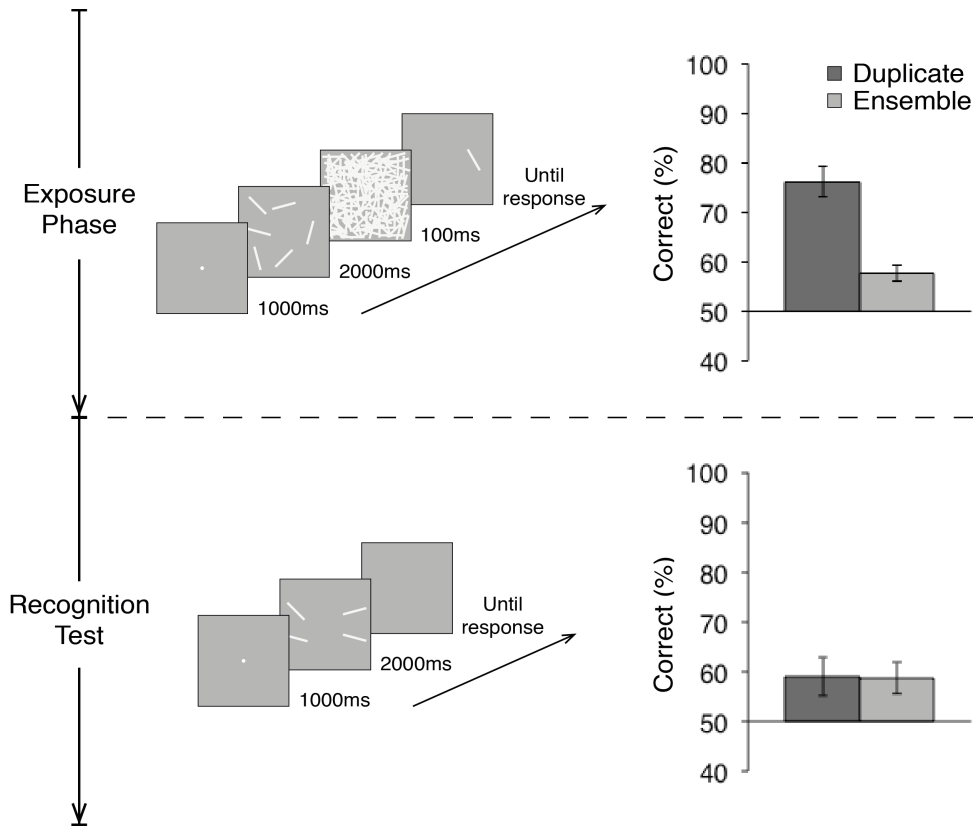 Exposure
Phase
1000ms
2000ms
100ms
Until
response
Correct (%)
100
90
80
70
60
50
40
Duplicate
Ensemble
Recognition
Test
1000ms
2000ms
Until
response
Correct (%)
100
90
80
70
60
50
40